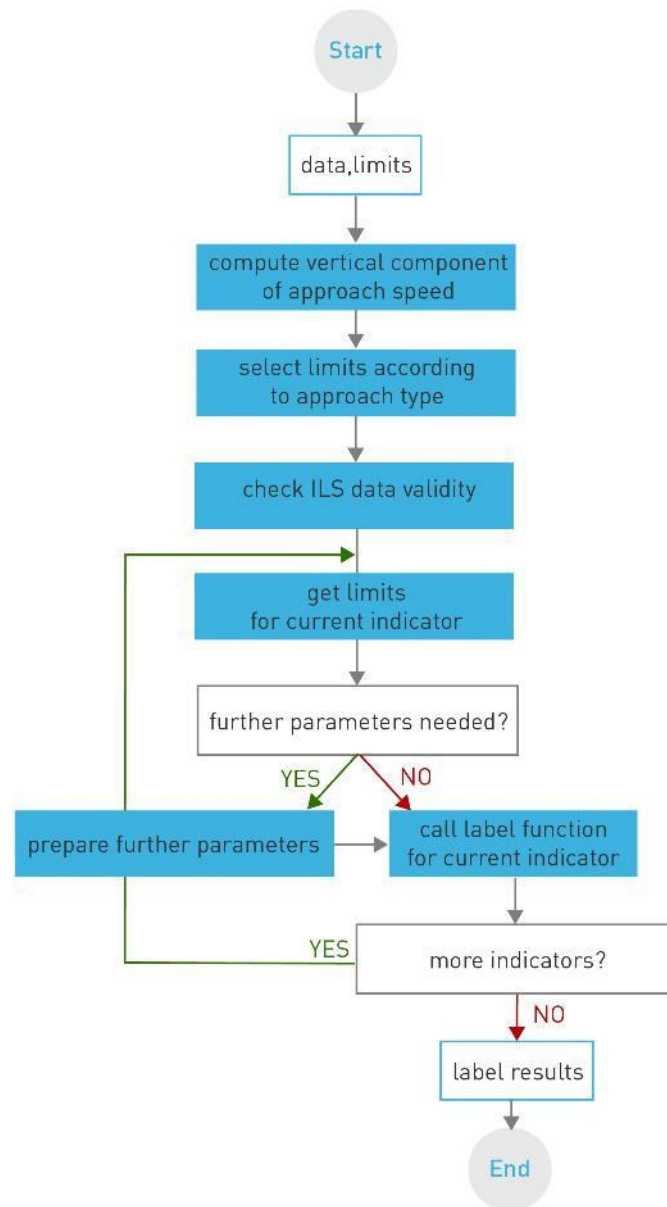 Start
data,limits
compute vertical component
of approach speed
select limits according
to approach type
check ILS data validity
get limits
for current indicator
further parameters needed?
YES
NO
prepare further parameters
call label function
for current indicator
YES
more indicators?
NO
label results
End